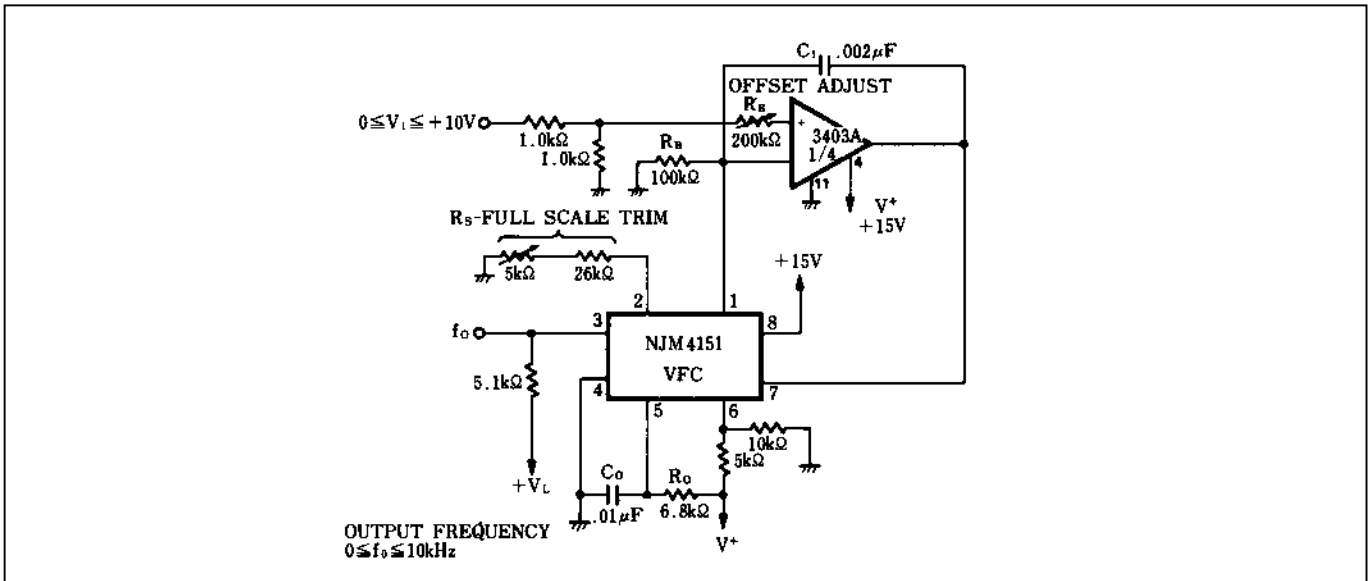 C₁ .002μF
OFFSET ADJUST
0≦V₁≦+10V
1.0kΩ
1.0kΩ
R_B
100kΩ
200kΩ
+
3403A
1/4
4
11
V⁺
+15V
R_S-FULL SCALE TRIM
5kΩ
26kΩ
+15V
2
1
f₀
3
8
NJM4151
VFC
5.1kΩ
4
7
5
6
10kΩ
5kΩ
+V_L
C₀
.01μF
R₀
6.8kΩ
V⁺
OUTPUT FREQUENCY
0≦f₀≦10kHz